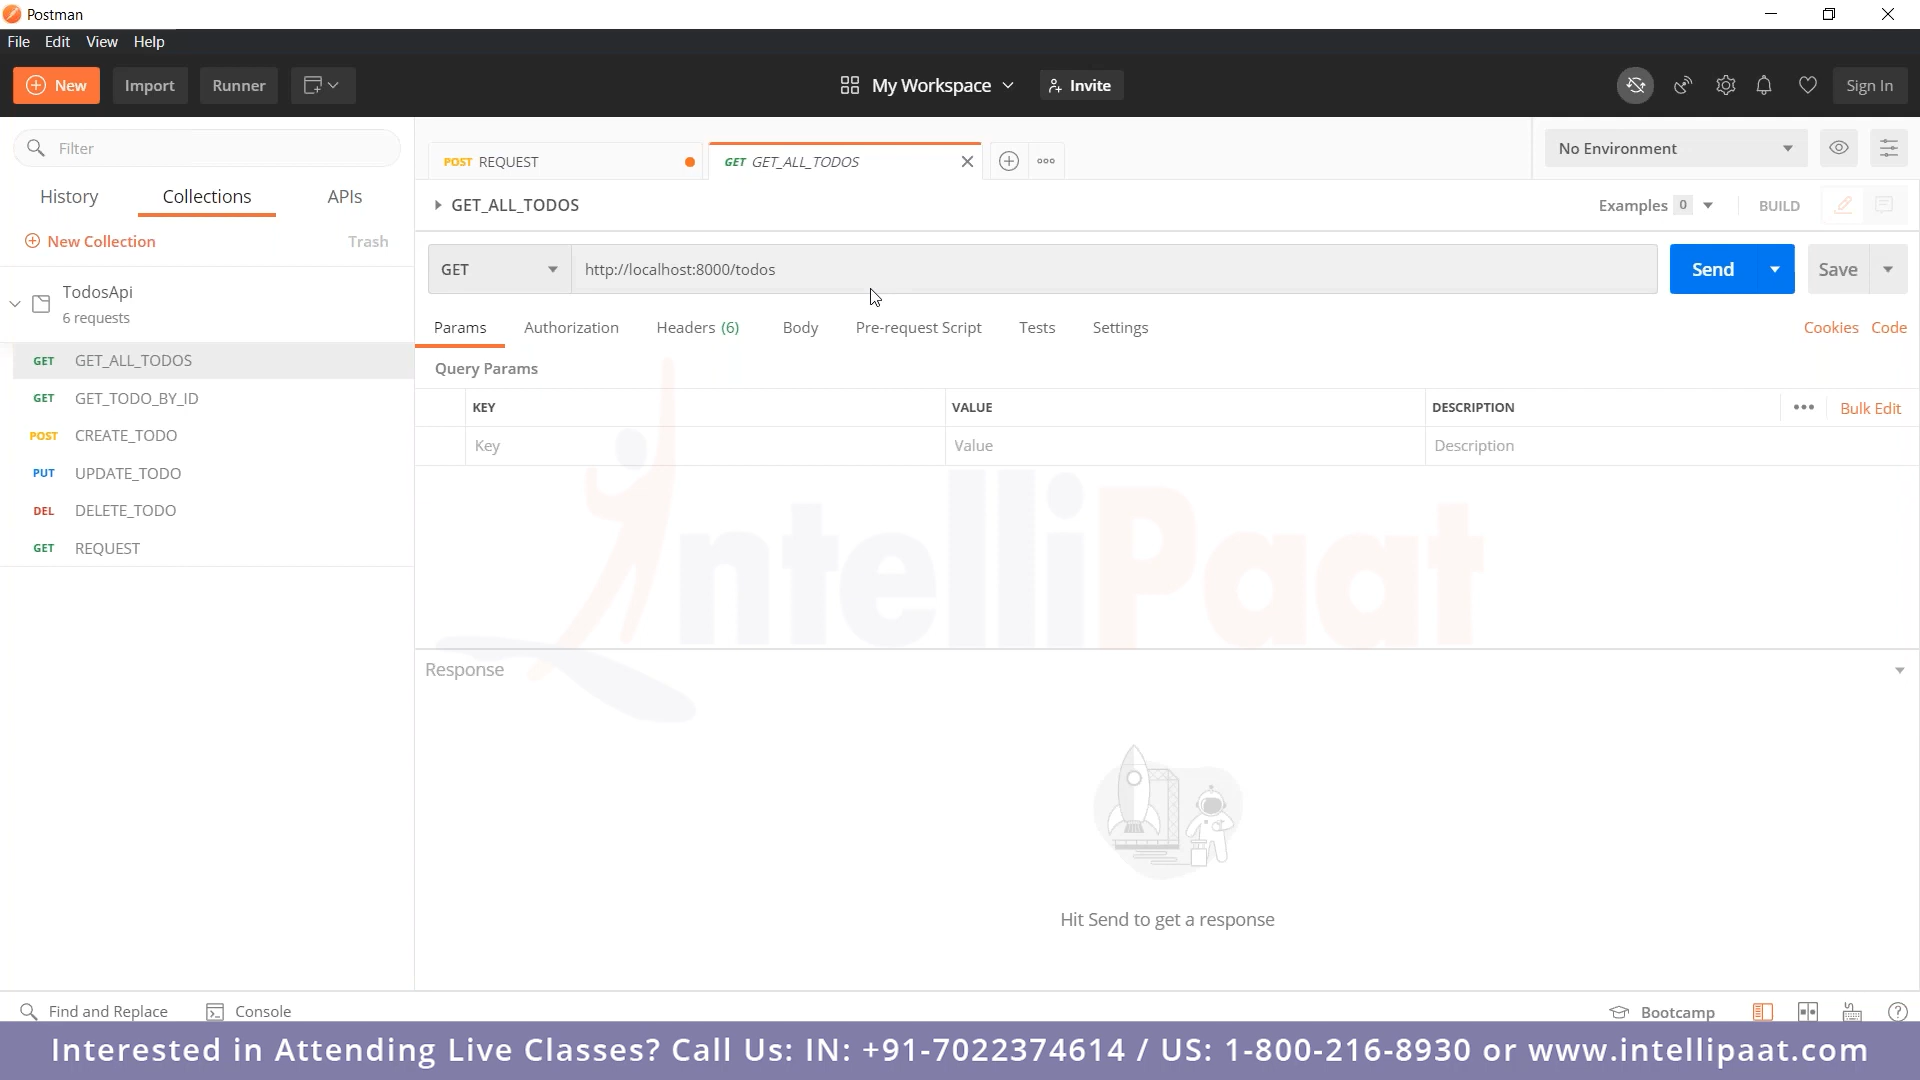 Postman
File Edit View Help
New Import Runner My Workspace Invite Sign In
Filter
History Collections APIs
New Collection Trash
TodosApi
6 requests
GET GET_ALL_TODOS
GET GET_TODO_BY_ID
POST CREATE_TODO
PUT UPDATE_TODO
DEL DELETE_TODO
GET REQUEST
POST REQUEST GET GET_ALL_TODOS No Environment
GET_ALL_TODOS Examples 0 BUILD
GET http://localhost:8000/todos Send Save
Params Authorization Headers (6) Body Pre-request Script Tests Settings Cookies Code
Query Params
KEY VALUE DESCRIPTION Bulk Edit
Key Value Description
IntelliPaat
Response
Hit Send to get a response
Find and Replace Console Bootcamp
Interested in Attending Live Classes? Call Us: IN: +91-7022374614 / US: 1-800-216-8930 or www.intellipaat.com